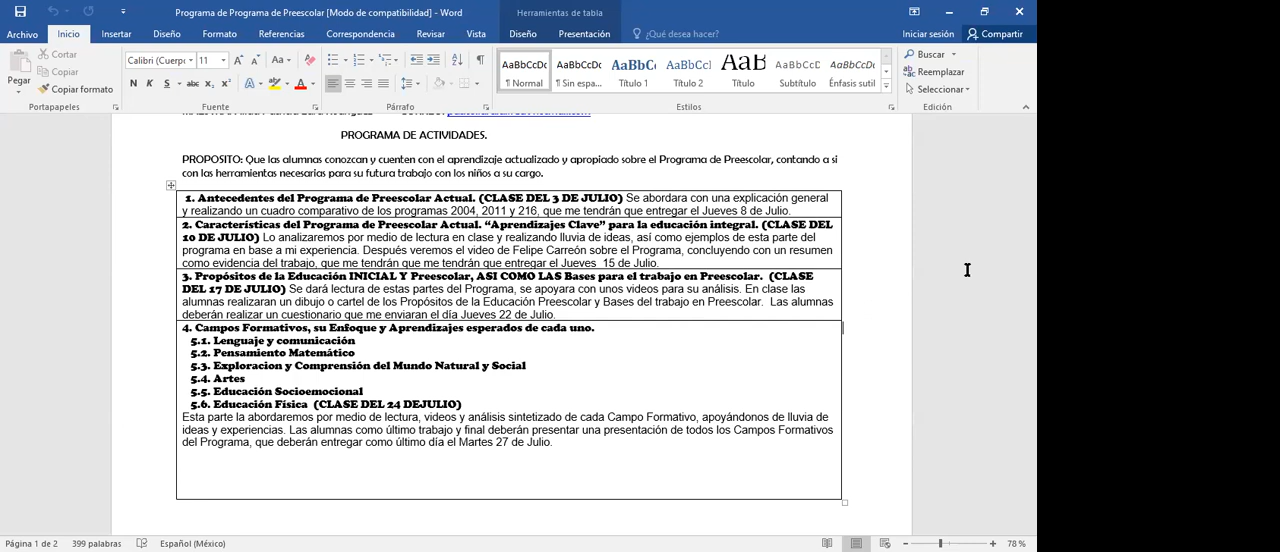 Programa de Programa de Preescolar [Modo de compatibilidad] - Word
Herramientas de tabla
Archivo Inicio Insertar Diseño Formato Referencias Correspondencia Revisar Vista Diseño Presentación ¿Qué desea hacer? Iniciar sesión Compartir
Pegar
Cortar
Copiar
Copiar formato
Portapapeles
Calibri (Cuerp 11
N K S abc x₂ x²
Fuente
Párrafo
AaBbCcDc AaBbCcDc AaBbC AaBbCcI AaB AaBbCcD AaBbCcDc
¶ Normal ¶ Sin espa... Título 1 Título 2 Título Subtítulo Énfasis sutil
Estilos
Buscar
Reemplazar
Seleccionar
Edición
PROGRAMA DE ACTIVIDADES.
PROPOSITO: Que las alumnas conozcan y cuenten con el aprendizaje actualizado y apropiado sobre el Programa de Preescolar, contando a si
con las herramientas necesarias para su futura trabajo con los niños a su cargo.
1. Antecedentes del Programa de Preescolar Actual. (CLASE DEL 3 DE JULIO) Se abordara con una explicación general
y realizando un cuadro comparativo de los programas 2004, 2011 y 216, que me tendrán que entregar el Jueves 8 de Julio.
2. Características del Programa de Preescolar Actual. “Aprendizajes Clave” para la educación integral. (CLASE DEL
10 DE JULIO) Lo analizaremos por medio de lectura en clase y realizando lluvia de ideas, así como ejemplos de esta parte del
programa en base a mi experiencia. Después veremos el video de Felipe Carreón sobre el Programa, concluyendo con un resumen
como evidencia del trabajo, que me tendrán que me tendrán que entregar el Jueves 15 de Julio.
3. Propósitos de la Educación INICIAL Y Preescolar, ASI COMO LAS Bases para el trabajo en Preescolar. (CLASE
DEL 17 DE JULIO) Se dará lectura de estas partes del Programa, se apoyara con unos videos para su análisis. En clase las
alumnas realizaran un dibujo o cartel de los Propósitos de la Educación Preescolar y Bases del trabajo en Preescolar. Las alumnas
deberán realizar un cuestionario que me enviaran el día Jueves 22 de Julio.
4. Campos Formativos, su Enfoque y Aprendizajes esperados de cada uno.
5.1. Lenguaje y comunicación
5.2. Pensamiento Matemático
5.3. Exploracion y Comprensión del Mundo Natural y Social
5.4. Artes
5.5. Educación Socioemocional
5.6. Educación Física (CLASE DEL 24 DEJULIO)
Esta parte la abordaremos por medio de lectura, videos y análisis sintetizado de cada Campo Formativo, apoyándonos de lluvia de
ideas y experiencias. Las alumnas como último trabajo y final deberán presentar una presentación de todos los Campos Formativos
del Programa, que deberán entregar como último día el Martes 27 de Julio.
Página 1 de 2 399 palabras Español (México) 78 %